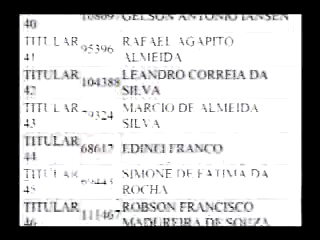 40 GELSON ANTONIO JANSEN
TITULAR 95396 RAFAEL AGAPITO
41 ALMEIDA
TITULAR 104388 LEANDRO CORREIA DA
42 SILVA
TITULAR 79324 MARCIO DE ALMEIDA
43 SILVA
TITULAR 68617 EDINEI FRANCO
44
TITULAR SIMONE DE FATIMA DA
45 ROCHA
TITULAR 111467 ROBSON FRANCISCO
46 MADUREIRA DE SOUZA